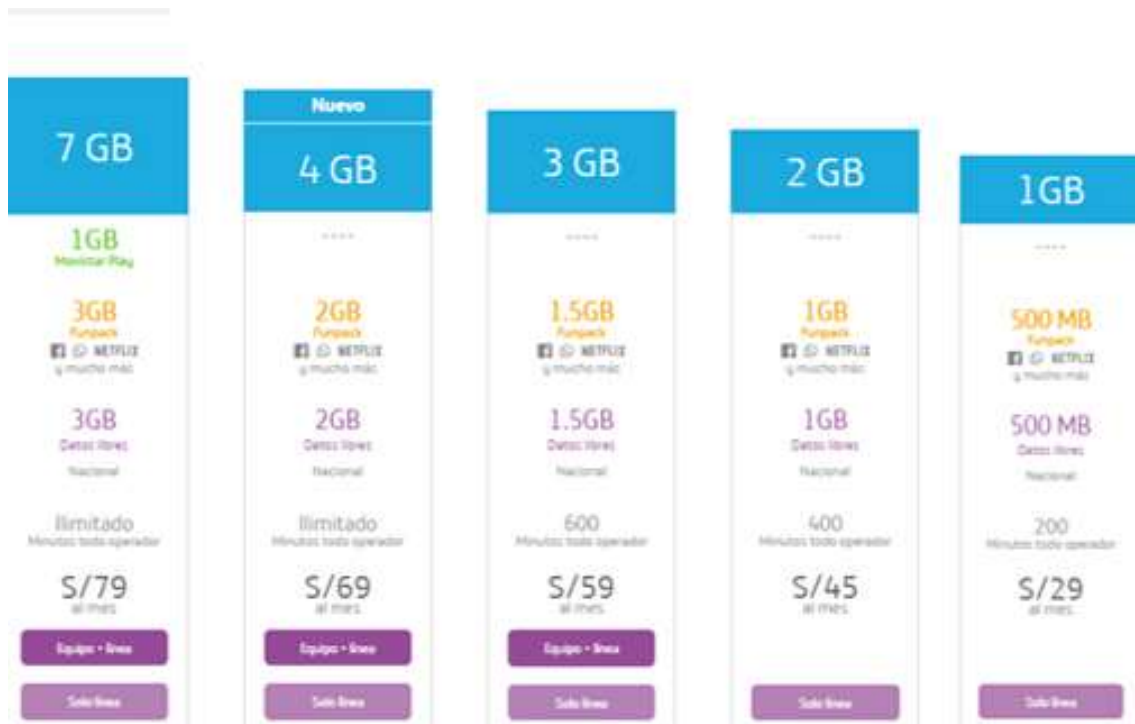 7 GB
1GB
Movistar Play
3GB
Funpack
NETFLIX
y mucho más
3GB
Datos libres
Nacional
Ilimitado
Minutos todo operador
S/79
al mes
Equipo + línea
Solo línea
Nuevo
4 GB
----
2GB
Funpack
NETFLIX
y mucho más
2GB
Datos libres
Nacional
Ilimitado
Minutos todo operador
S/69
al mes
Equipo + línea
Solo línea
3 GB
----
1.5GB
Funpack
NETFLIX
y mucho más
1.5GB
Datos libres
Nacional
600
Minutos todo operador
S/59
al mes
Equipo + línea
Solo línea
2 GB
----
1GB
Funpack
NETFLIX
y mucho más
1GB
Datos libres
Nacional
400
Minutos todo operador
S/45
al mes
Solo línea
1GB
----
500 MB
Funpack
NETFLIX
y mucho más
500 MB
Datos libres
Nacional
200
Minutos todo operador
S/29
al mes
Solo línea